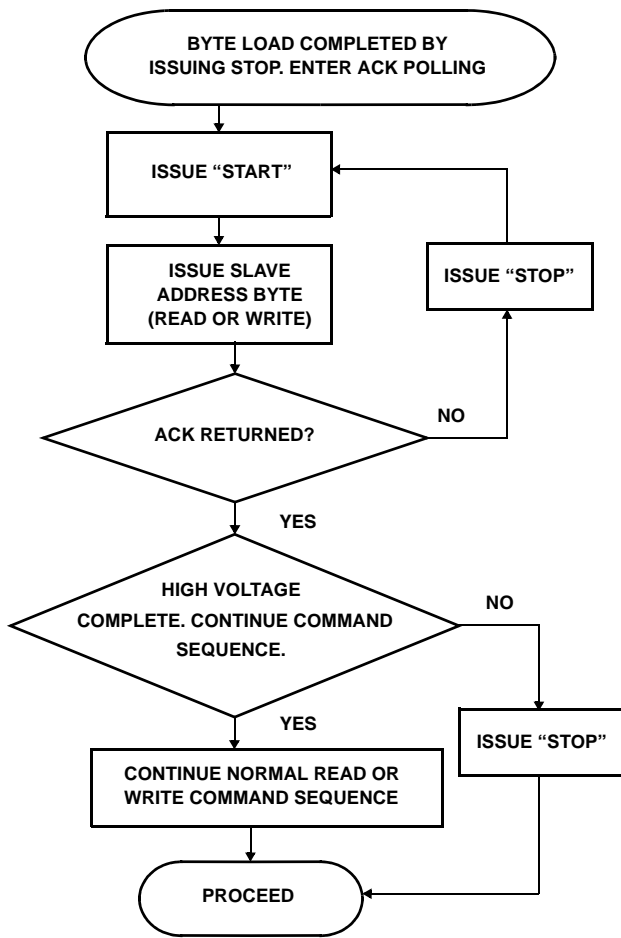 BYTE LOAD COMPLETED BY
ISSUING STOP. ENTER ACK POLLING
ISSUE “START”
ISSUE SLAVE
ADDRESS BYTE
(READ OR WRITE)
ISSUE “STOP”
ACK RETURNED?
NO
YES
HIGH VOLTAGE
COMPLETE. CONTINUE COMMAND
SEQUENCE.
NO
YES
ISSUE “STOP”
CONTINUE NORMAL READ OR
WRITE COMMAND SEQUENCE
PROCEED